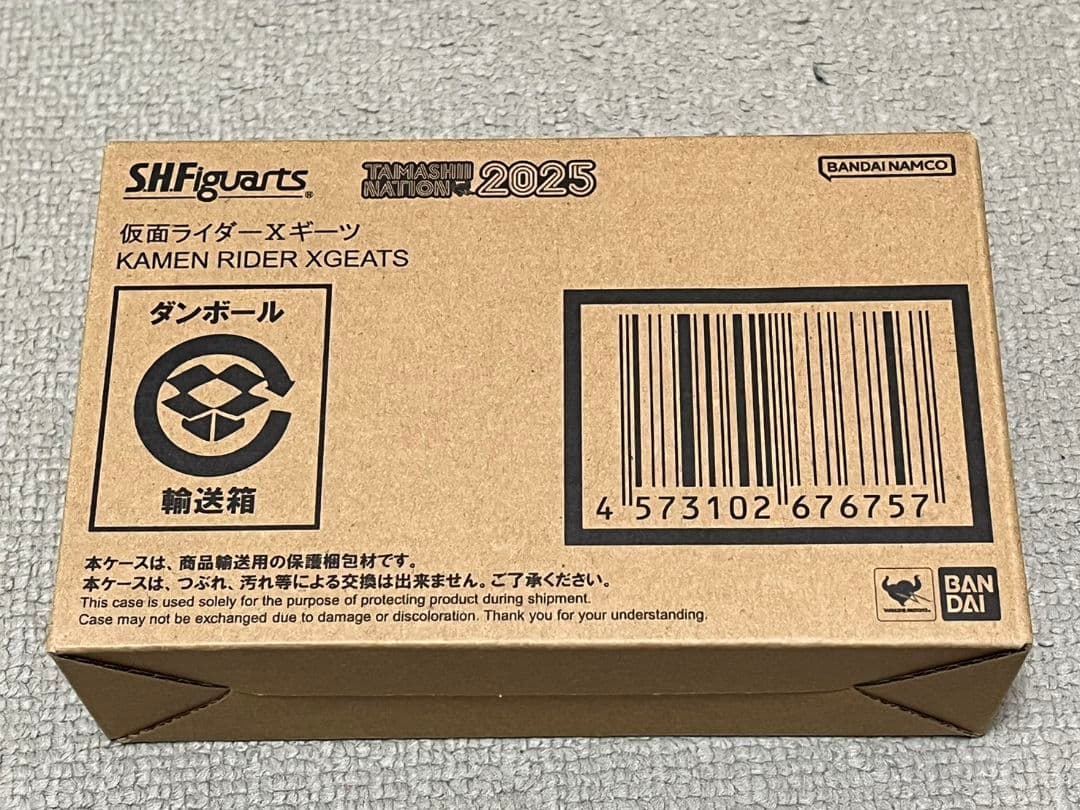 S.H.Figuarts®
TAMASHII NATION 2025
BANDAI NAMCO
仮面ライダーXギーツ
KAMEN RIDER XGEATS
ダンボール
輸送箱
4 573102 676757
本ケースは、商品輸送用の保護梱包材です。
本ケースは、つぶれ、汚れ等による交換は出来ません。ご了承ください。
This case is used solely for the purpose of protecting product during shipment.
Case may not be exchanged due to damage or discoloration. Thank you for your understanding.
BANDAI